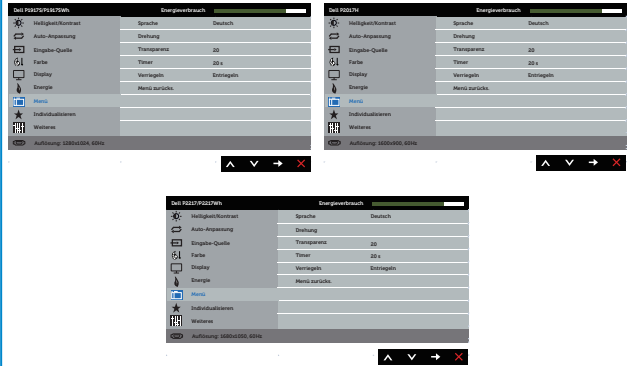 Dell P1917S/P1917SWh Energieverbrauch
Helligkeit/Kontrast Sprache Deutsch
Auto-Anpassung Drehung
Eingabe-Quelle Transparenz 20
Farbe Timer 20 s
Display Verriegeln Entriegeln
Energie Menü zurücks.
Menü
Individualisieren
Weiteres
Auflösung: 1280x1024, 60Hz
Dell P2017H Energieverbrauch
Helligkeit/Kontrast Sprache Deutsch
Auto-Anpassung Drehung
Eingabe-Quelle Transparenz 20
Farbe Timer 20 s
Display Verriegeln Entriegeln
Energie Menü zurücks.
Menü
Individualisieren
Weiteres
Auflösung: 1600x900, 60Hz
Dell P2217/P2217Wh Energieverbrauch
Helligkeit/Kontrast Sprache Deutsch
Auto-Anpassung Drehung
Eingabe-Quelle Transparenz 20
Farbe Timer 20 s
Display Verriegeln Entriegeln
Energie Menü zurücks.
Menü
Individualisieren
Weiteres
Auflösung: 1680x1050, 60Hz